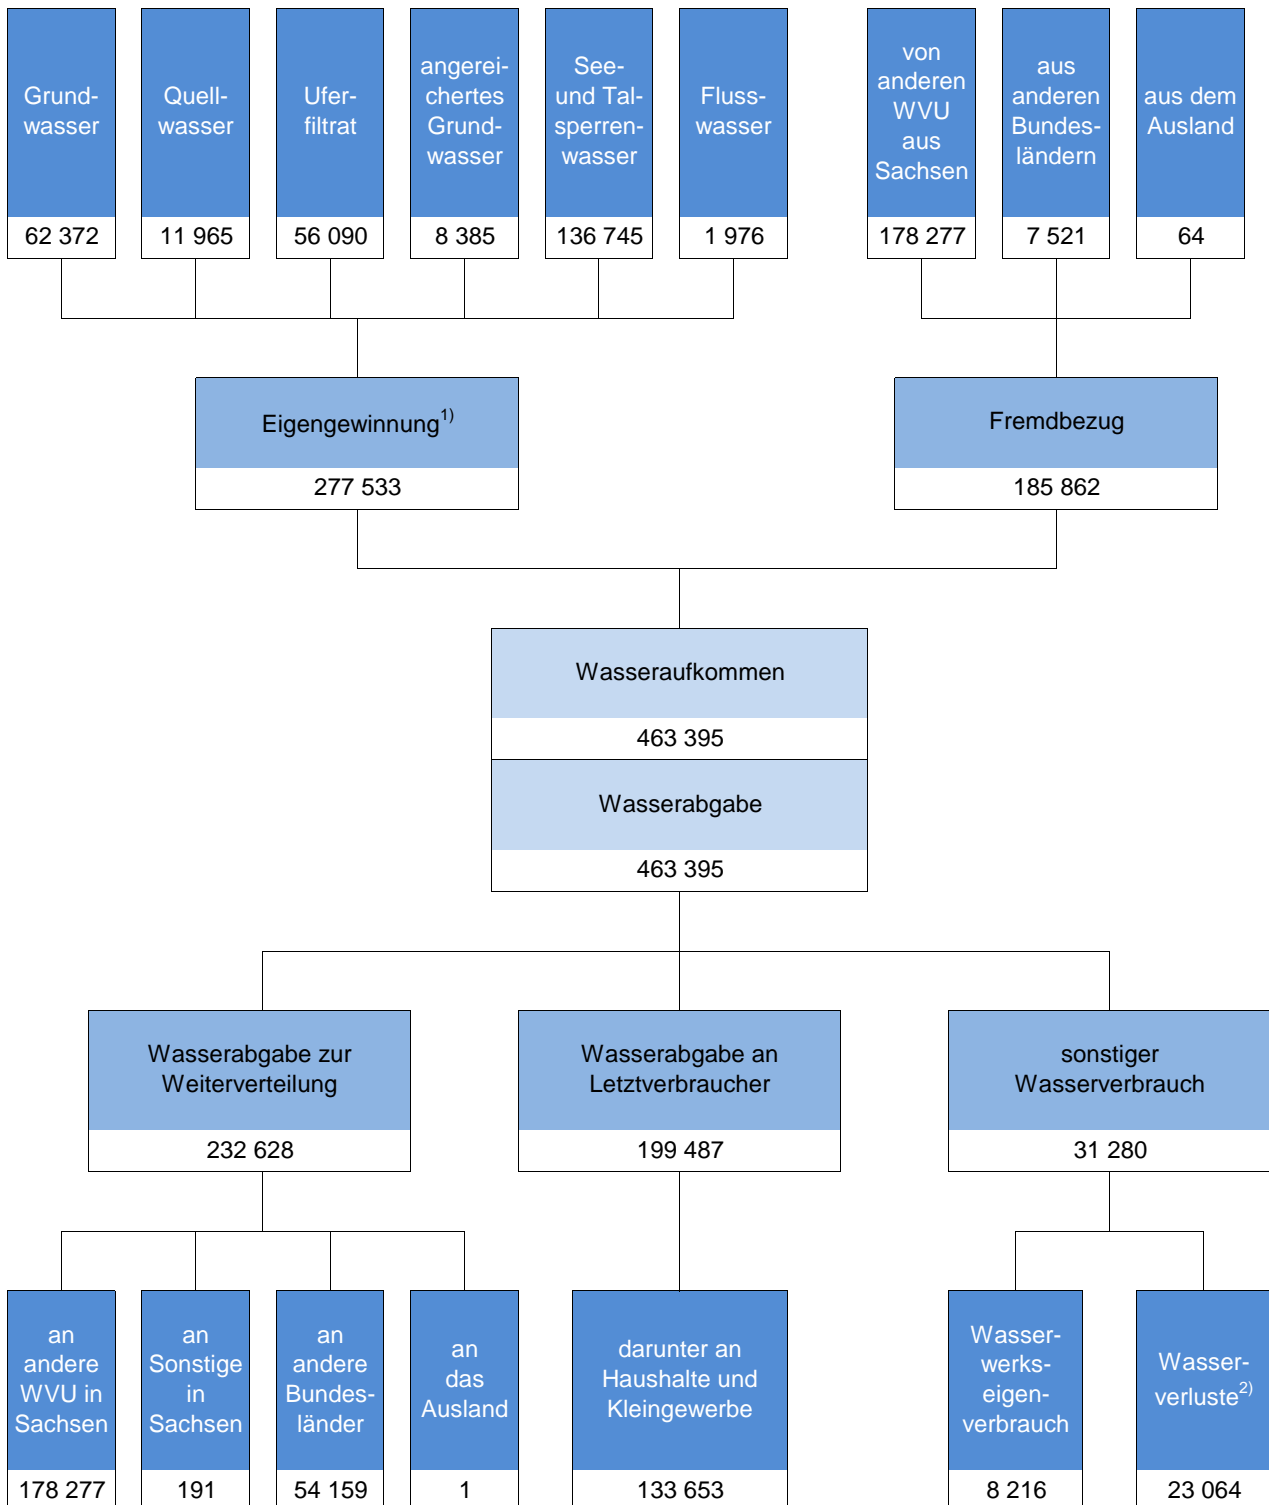 Grund-
wasser
62 372
Quell-
wasser
11 965
Ufer-
filtrat
56 090
angerei-
chertes
Grund-
wasser
8 385
See-
und Tal-
sperren-
wasser
136 745
Fluss-
wasser
1 976
von
anderen
WVU
aus
Sachsen
178 277
aus
anderen
Bundes-
ländern
7 521
aus dem
Ausland
64
Eigengewinnung1)
277 533
Fremdbezug
185 862
Wasseraufkommen
463 395
Wasserabgabe
463 395
Wasserabgabe zur
Weiterverteilung
232 628
Wasserabgabe an
Letztverbraucher
199 487
sonstiger
Wasserverbrauch
31 280
an
andere
WVU in
Sachsen
178 277
an
Sonstige
in
Sachsen
191
an
andere
Bundes-
länder
54 159
an
das
Ausland
1
darunter an
Haushalte und
Kleingewerbe
133 653
Wasser-
werks-
eigen-
verbrauch
8 216
Wasser-
verluste2)
23 064